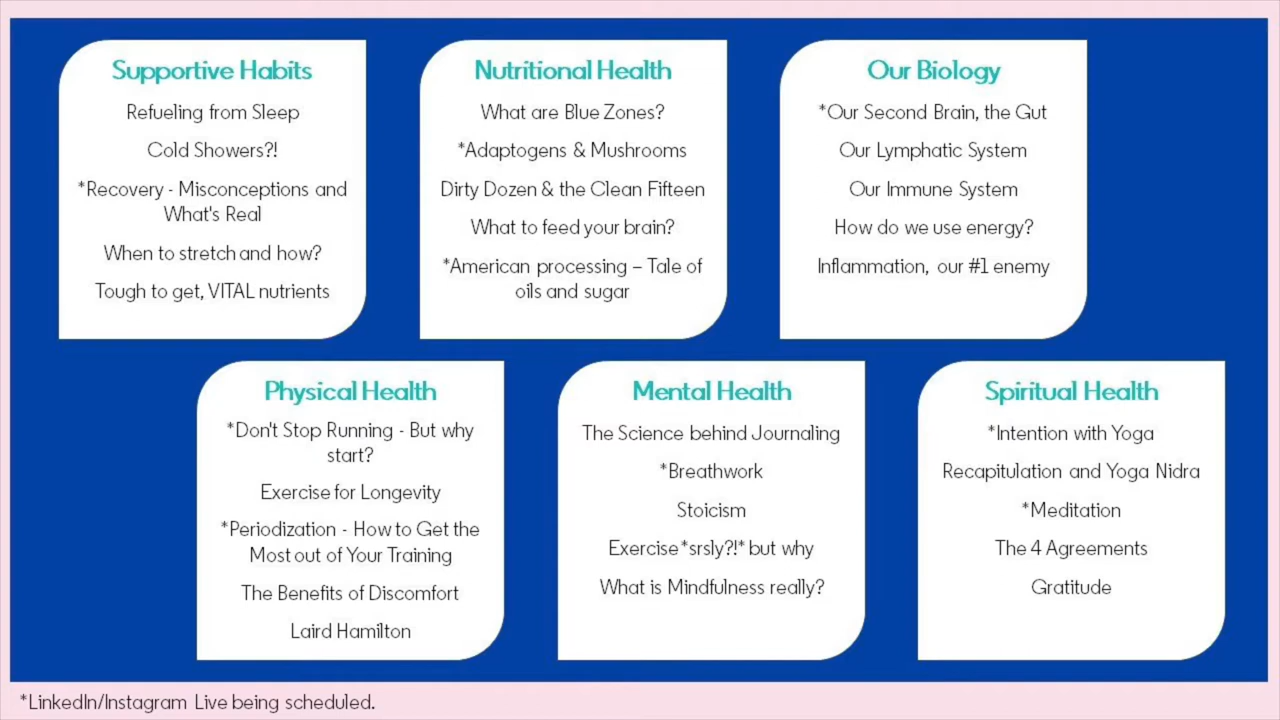 Supportive Habits
Refueling from Sleep
Cold Showers?!
*Recovery - Misconceptions and
What's Real
When to stretch and how?
Tough to get, VITAL nutrients
Nutritional Health
What are Blue Zones?
*Adaptogens & Mushrooms
Dirty Dozen & the Clean Fifteen
What to feed your brain?
*American processing – Tale of
oils and sugar
Our Biology
*Our Second Brain, the Gut
Our Lymphatic System
Our Immune System
How do we use energy?
Inflammation, our #1 enemy
Physical Health
*Don't Stop Running - But why
start?
Exercise for Longevity
*Periodization - How to Get the
Most out of Your Training
The Benefits of Discomfort
Laird Hamilton
Mental Health
The Science behind Journaling
*Breathwork
Stoicism
Exercise *srsly?!* but why
What is Mindfulness really?
Spiritual Health
*Intention with Yoga
Recapitulation and Yoga Nidra
*Meditation
The 4 Agreements
Gratitude
*LinkedIn/Instagram Live being scheduled.